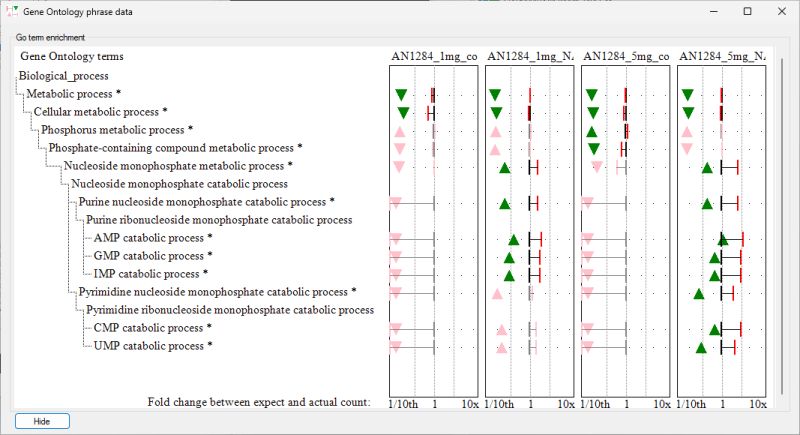 Gene Ontology phrase data
Go term enrichment
Gene Ontology terms
AN1284_1mg_co AN1284_1mg_N AN1284_5mg_co AN1284_5mg_N
Biological_process
Metabolic process *
Cellular metabolic process *
Phosphorus metabolic process *
Phosphate-containing compound metabolic process *
Nucleoside monophosphate metabolic process *
Nucleoside monophosphate catabolic process
Purine nucleoside monophosphate catabolic process *
Purine ribonucleoside monophosphate catabolic process
AMP catabolic process *
GMP catabolic process *
IMP catabolic process *
Pyrimidine nucleoside monophosphate catabolic process *
Pyrimidine ribonucleoside monophosphate catabolic process
CMP catabolic process *
UMP catabolic process *
Fold change between expect and actual count: 1/10th 1 10x 1/10th 1 10x 1/10th 1 10x 1/10th 1 10x
Hide